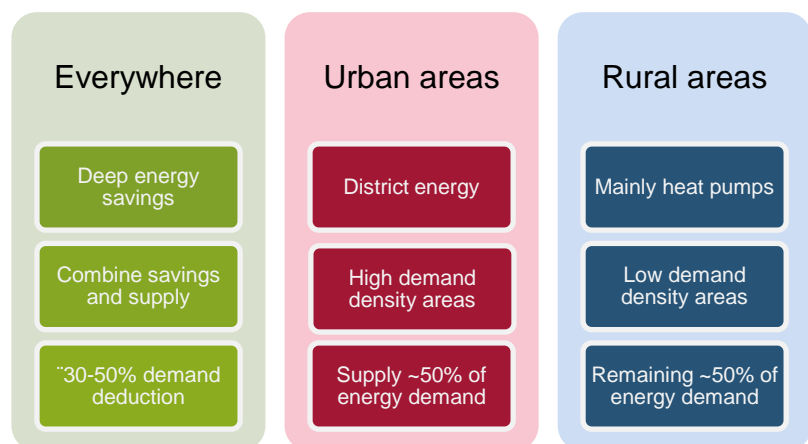 Everywhere
Deep energy
savings
Combine savings
and supply
¨30-50% demand
deduction
Urban areas
District energy
High demand
density areas
Supply ~50% of
energy demand
Rural areas
Mainly heat pumps
Low demand
density areas
Remaining ~50% of
energy demand